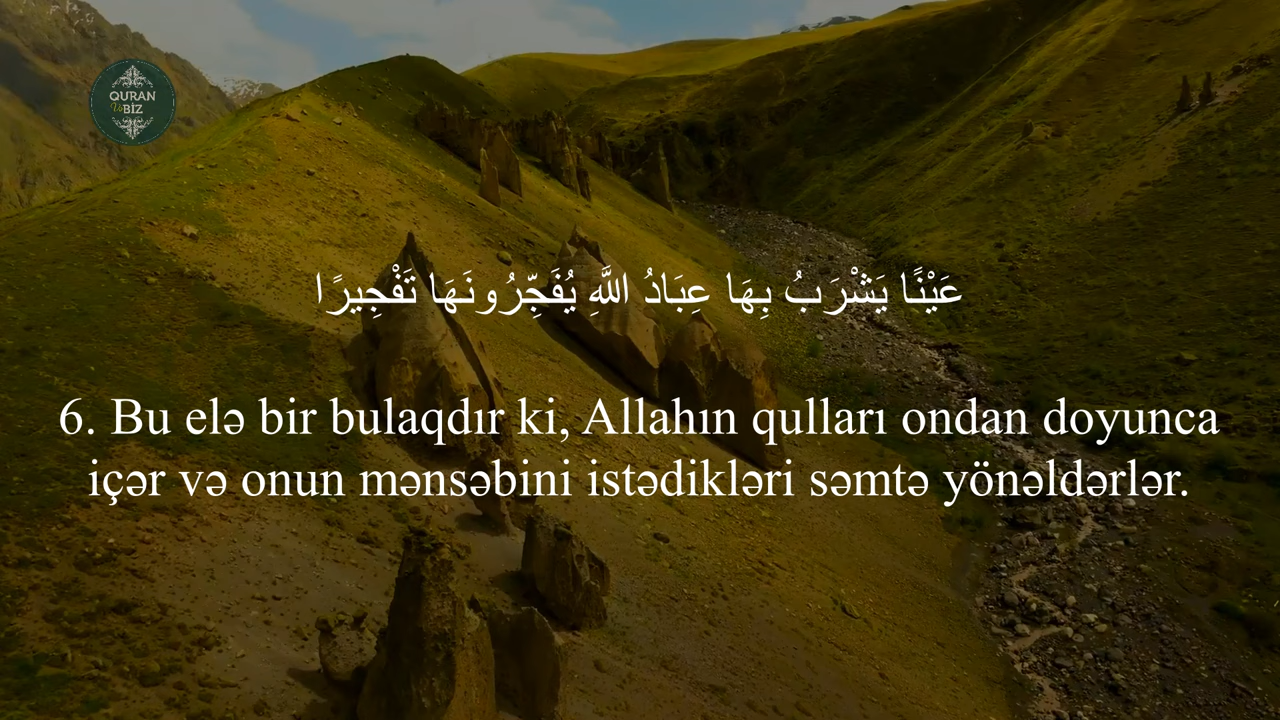 QURAN
Və
BİZ
عَيْنًا يَشْرَبُ بِهَا عِبَادُ اللَّهِ يُفَجِّرُونَهَا تَفْجِيرًا
6. Bu elə bir bulaqdır ki, Allahın qulları ondan doyunca
içər və onun mənsəbini istədikləri səmtə yönəldərlər.